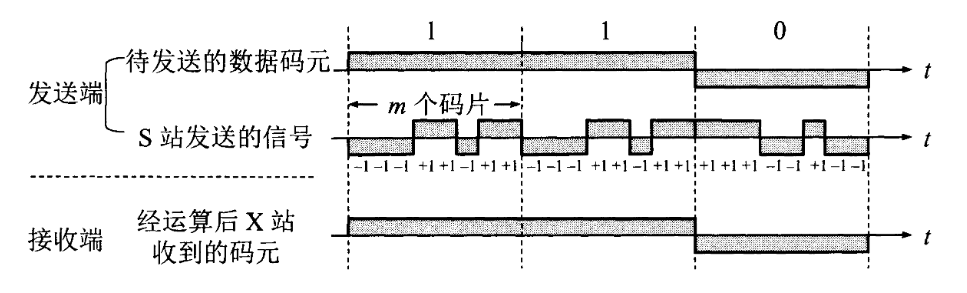 1 1 0
发送端
待发送的数据码元 t
m 个码片
S 站发送的信号 t
-1 -1 -1 +1 +1 -1 +1 +1 -1 -1 -1 +1 +1 -1 +1 +1 +1 +1 +1 -1 -1 +1 -1 -1
接收端
经运算后 X 站
收到的码元 t